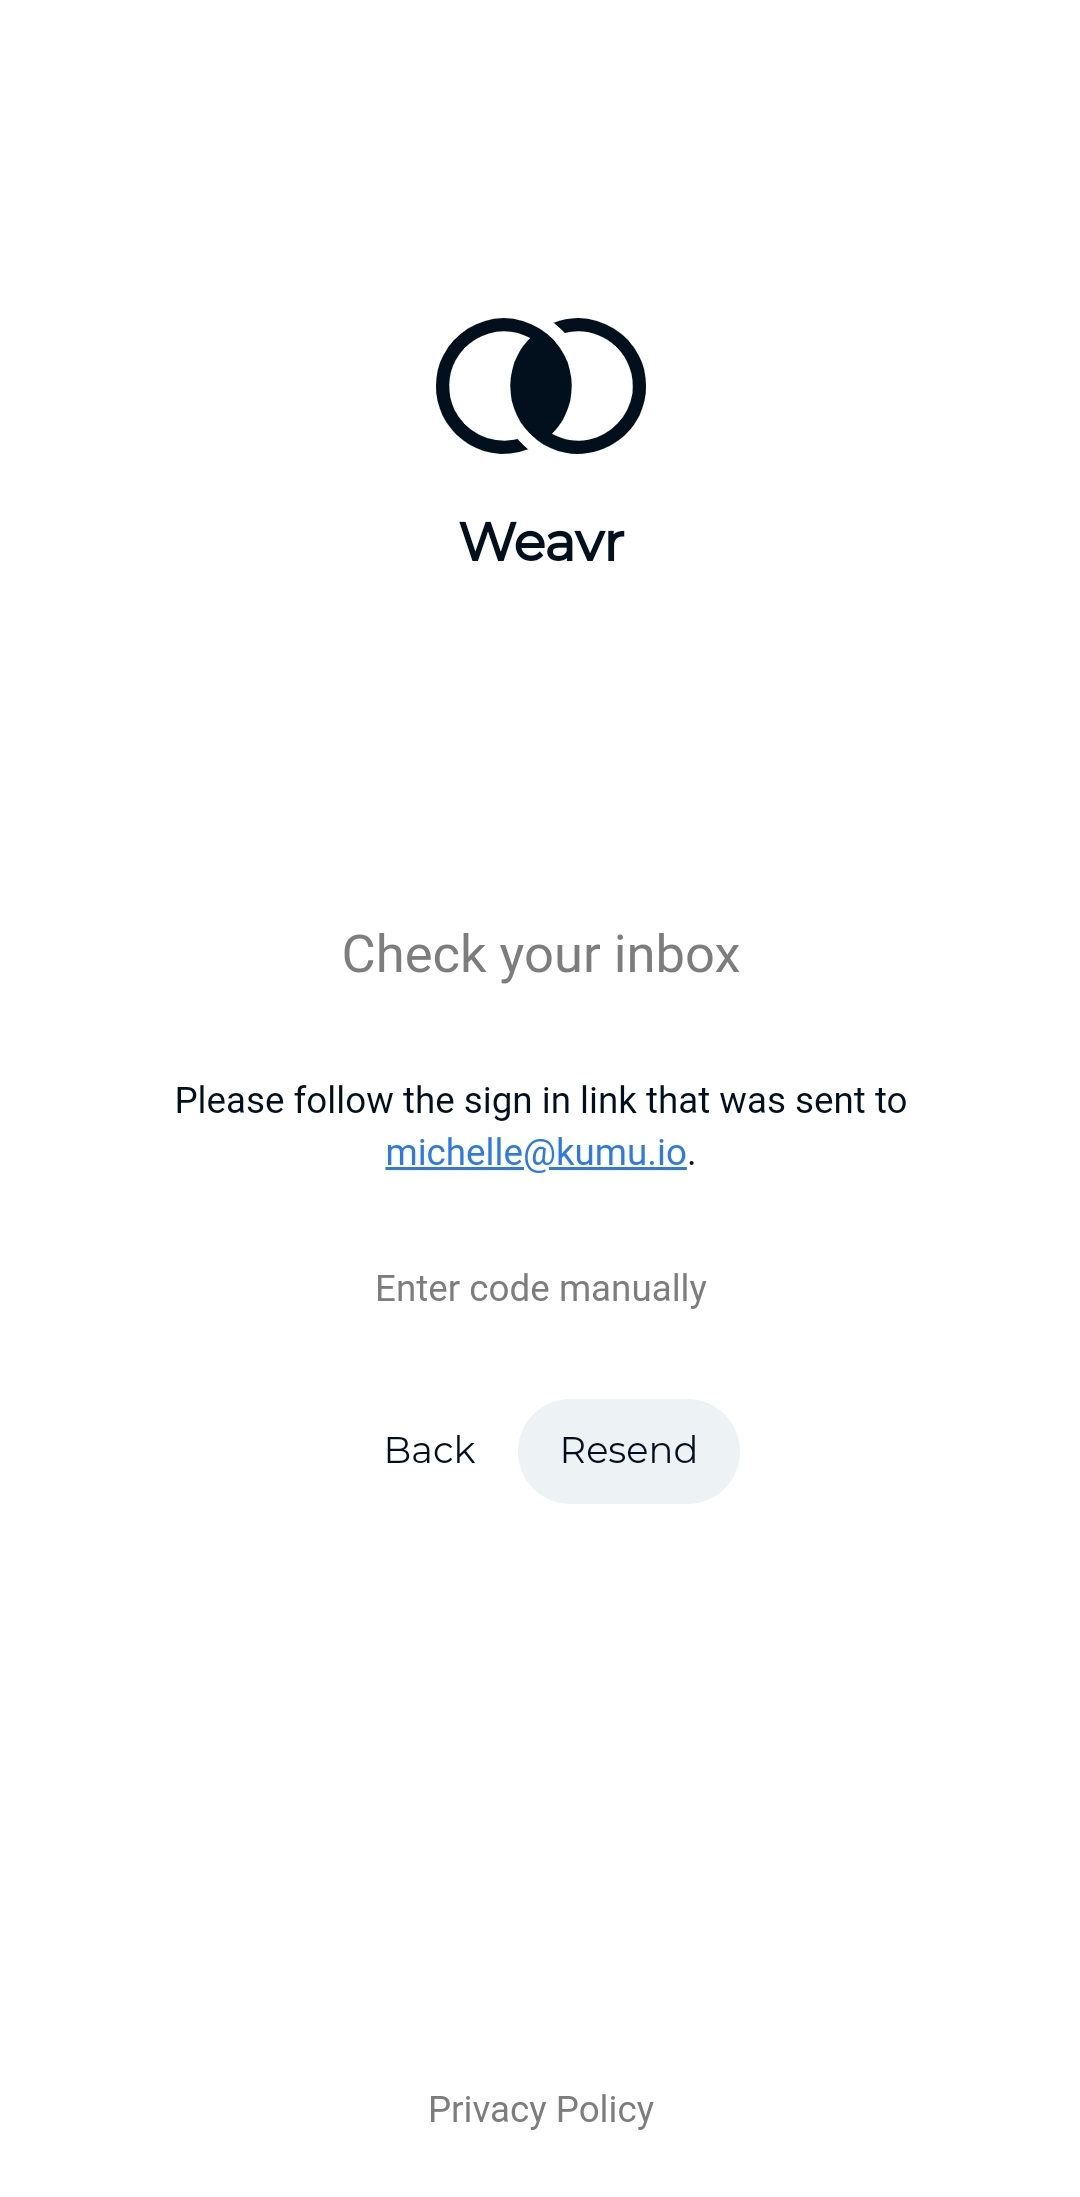 Weavr
Check your inbox
Please follow the sign in link that was sent to
michelle@kumu.io.
Enter code manually
Back
Resend
Privacy Policy